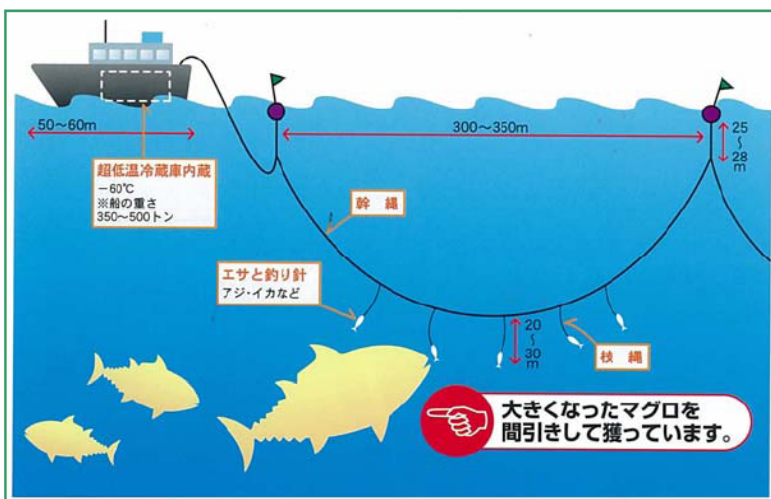 50～60m
300～350m
25～28m
超低温冷蔵庫内蔵
－60℃
※船の重さ
350～500トン
幹縄
エサと釣り針
アジ・イカなど
20～30m
枝縄
大きくなったマグロを
間引きして獲っています。